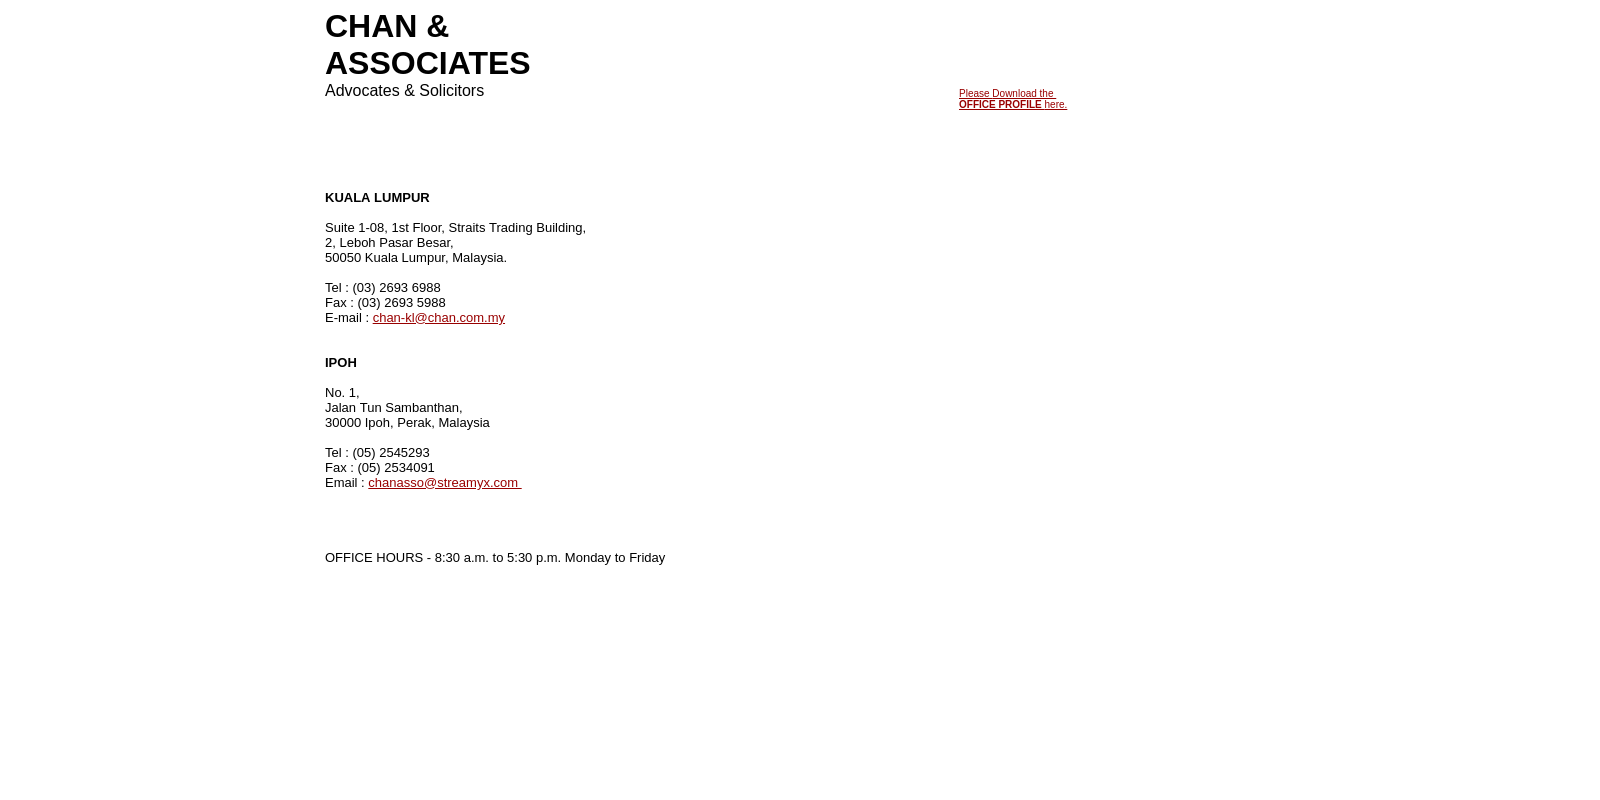 CHAN &
ASSOCIATES
Advocates & Solicitors
Please Download the
OFFICE PROFILE here.
KUALA LUMPUR
Suite 1-08, 1st Floor, Straits Trading Building,
2, Leboh Pasar Besar,
50050 Kuala Lumpur, Malaysia.
Tel : (03) 2693 6988
Fax : (03) 2693 5988
E-mail : chan-kl@chan.com.my
IPOH
No. 1,
Jalan Tun Sambanthan,
30000 Ipoh, Perak, Malaysia
Tel : (05) 2545293
Fax : (05) 2534091
Email : chanasso@streamyx.com
OFFICE HOURS - 8:30 a.m. to 5:30 p.m. Monday to Friday